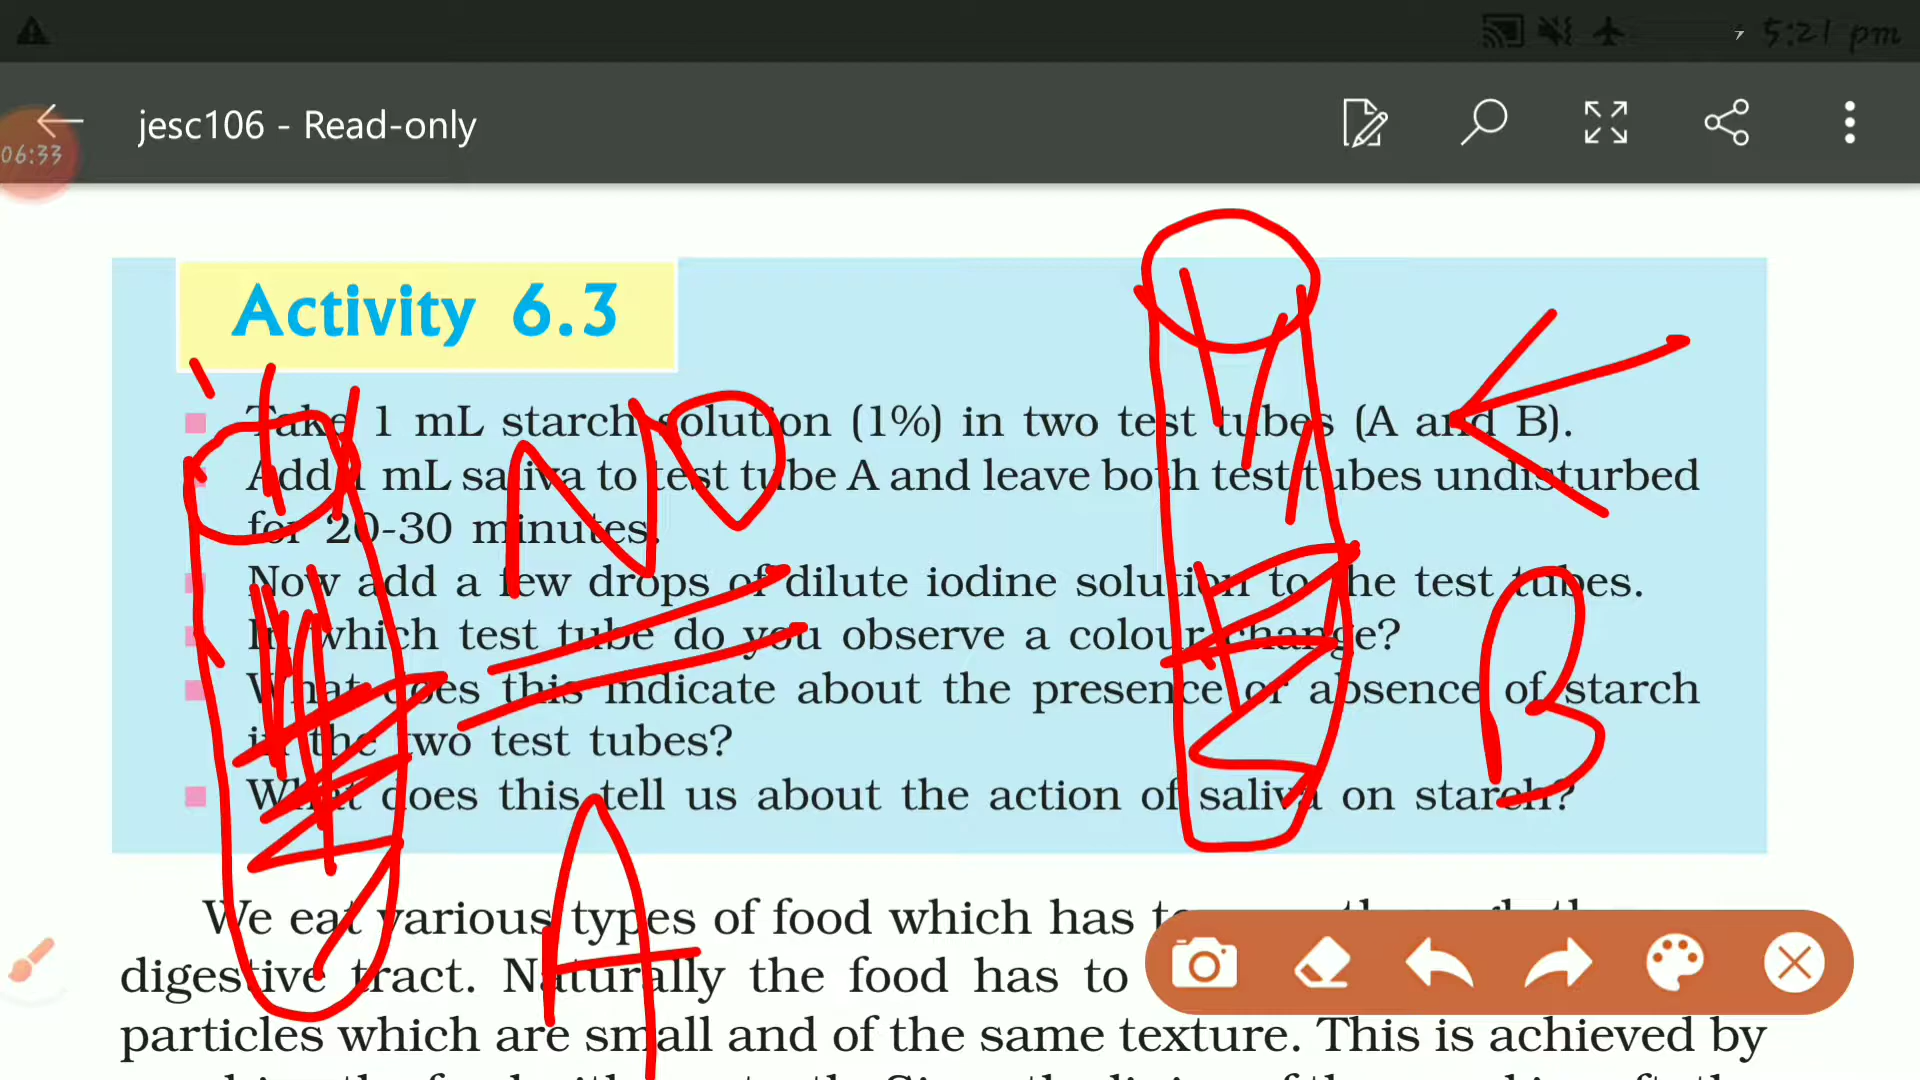 5:21 pm
jesc106 - Read-only
06:33
Activity 6.3
Take 1 mL starch solution (1%) in two test tubes (A and B).
Add 1 mL saliva to test tube A and leave both test tubes undisturbed
for 20-30 minutes.
Now add a few drops of dilute iodine solution to the test tubes.
In which test tube do you observe a colour change?
What does this indicate about the presence or absence of starch
in the two test tubes?
What does this tell us about the action of saliva on starch?
NO
A
B
We eat various types of food which has
digestive tract. Naturally the food has to
particles which are small and of the same texture. This is achieved by